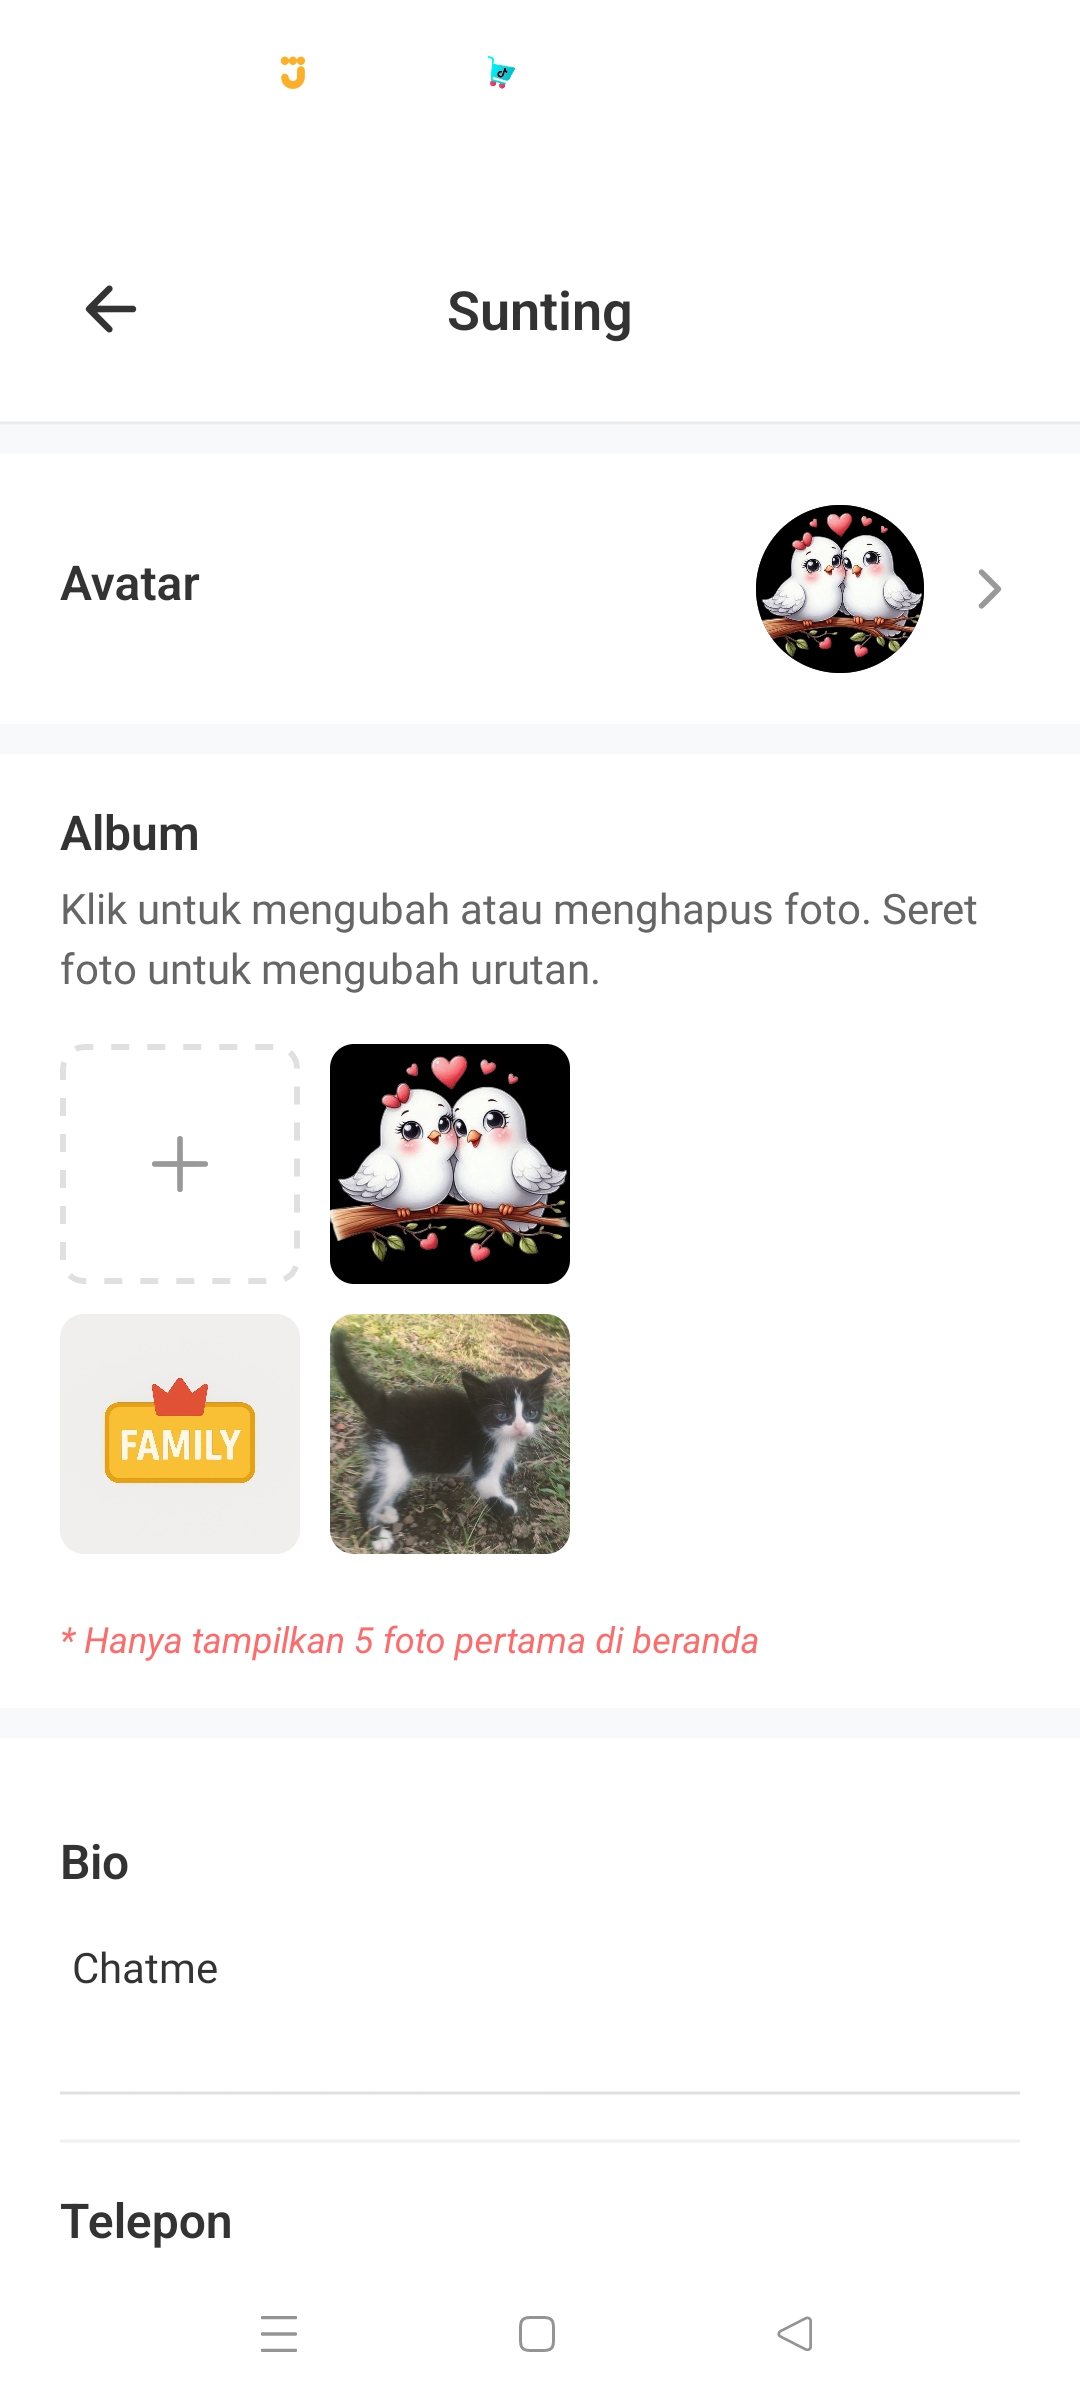 Sunting
Avatar
Album
Klik untuk mengubah atau menghapus foto. Seret
foto untuk mengubah urutan.
FAMILY
* Hanya tampilkan 5 foto pertama di beranda
Bio
Chatme
Telepon